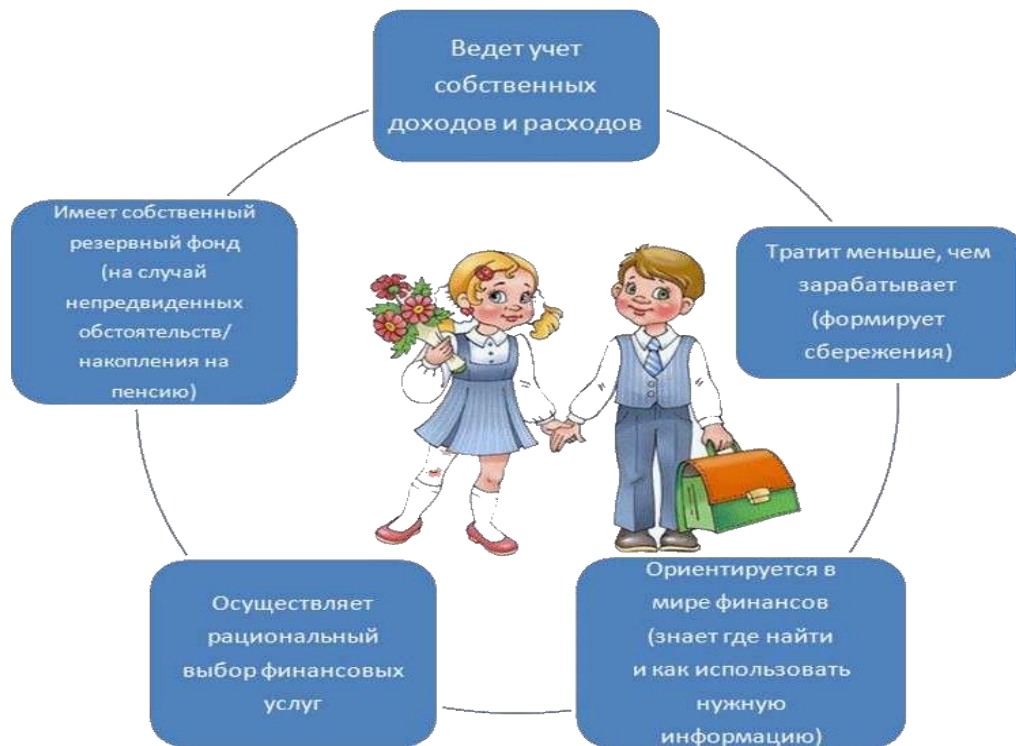 Ведет учет
собственных
доходов и расходов
Тратит меньше, чем
зарабатывает
(формирует
сбережения)
Ориентируется в
мире финансов
(знает где найти
и как использовать
нужную
информацию)
Осуществляет
рациональный
выбор финансовых
услуг
Имеет собственный
резервный фонд
(на случай
непредвиденных
обстоятельств/
накопления на
пенсию)